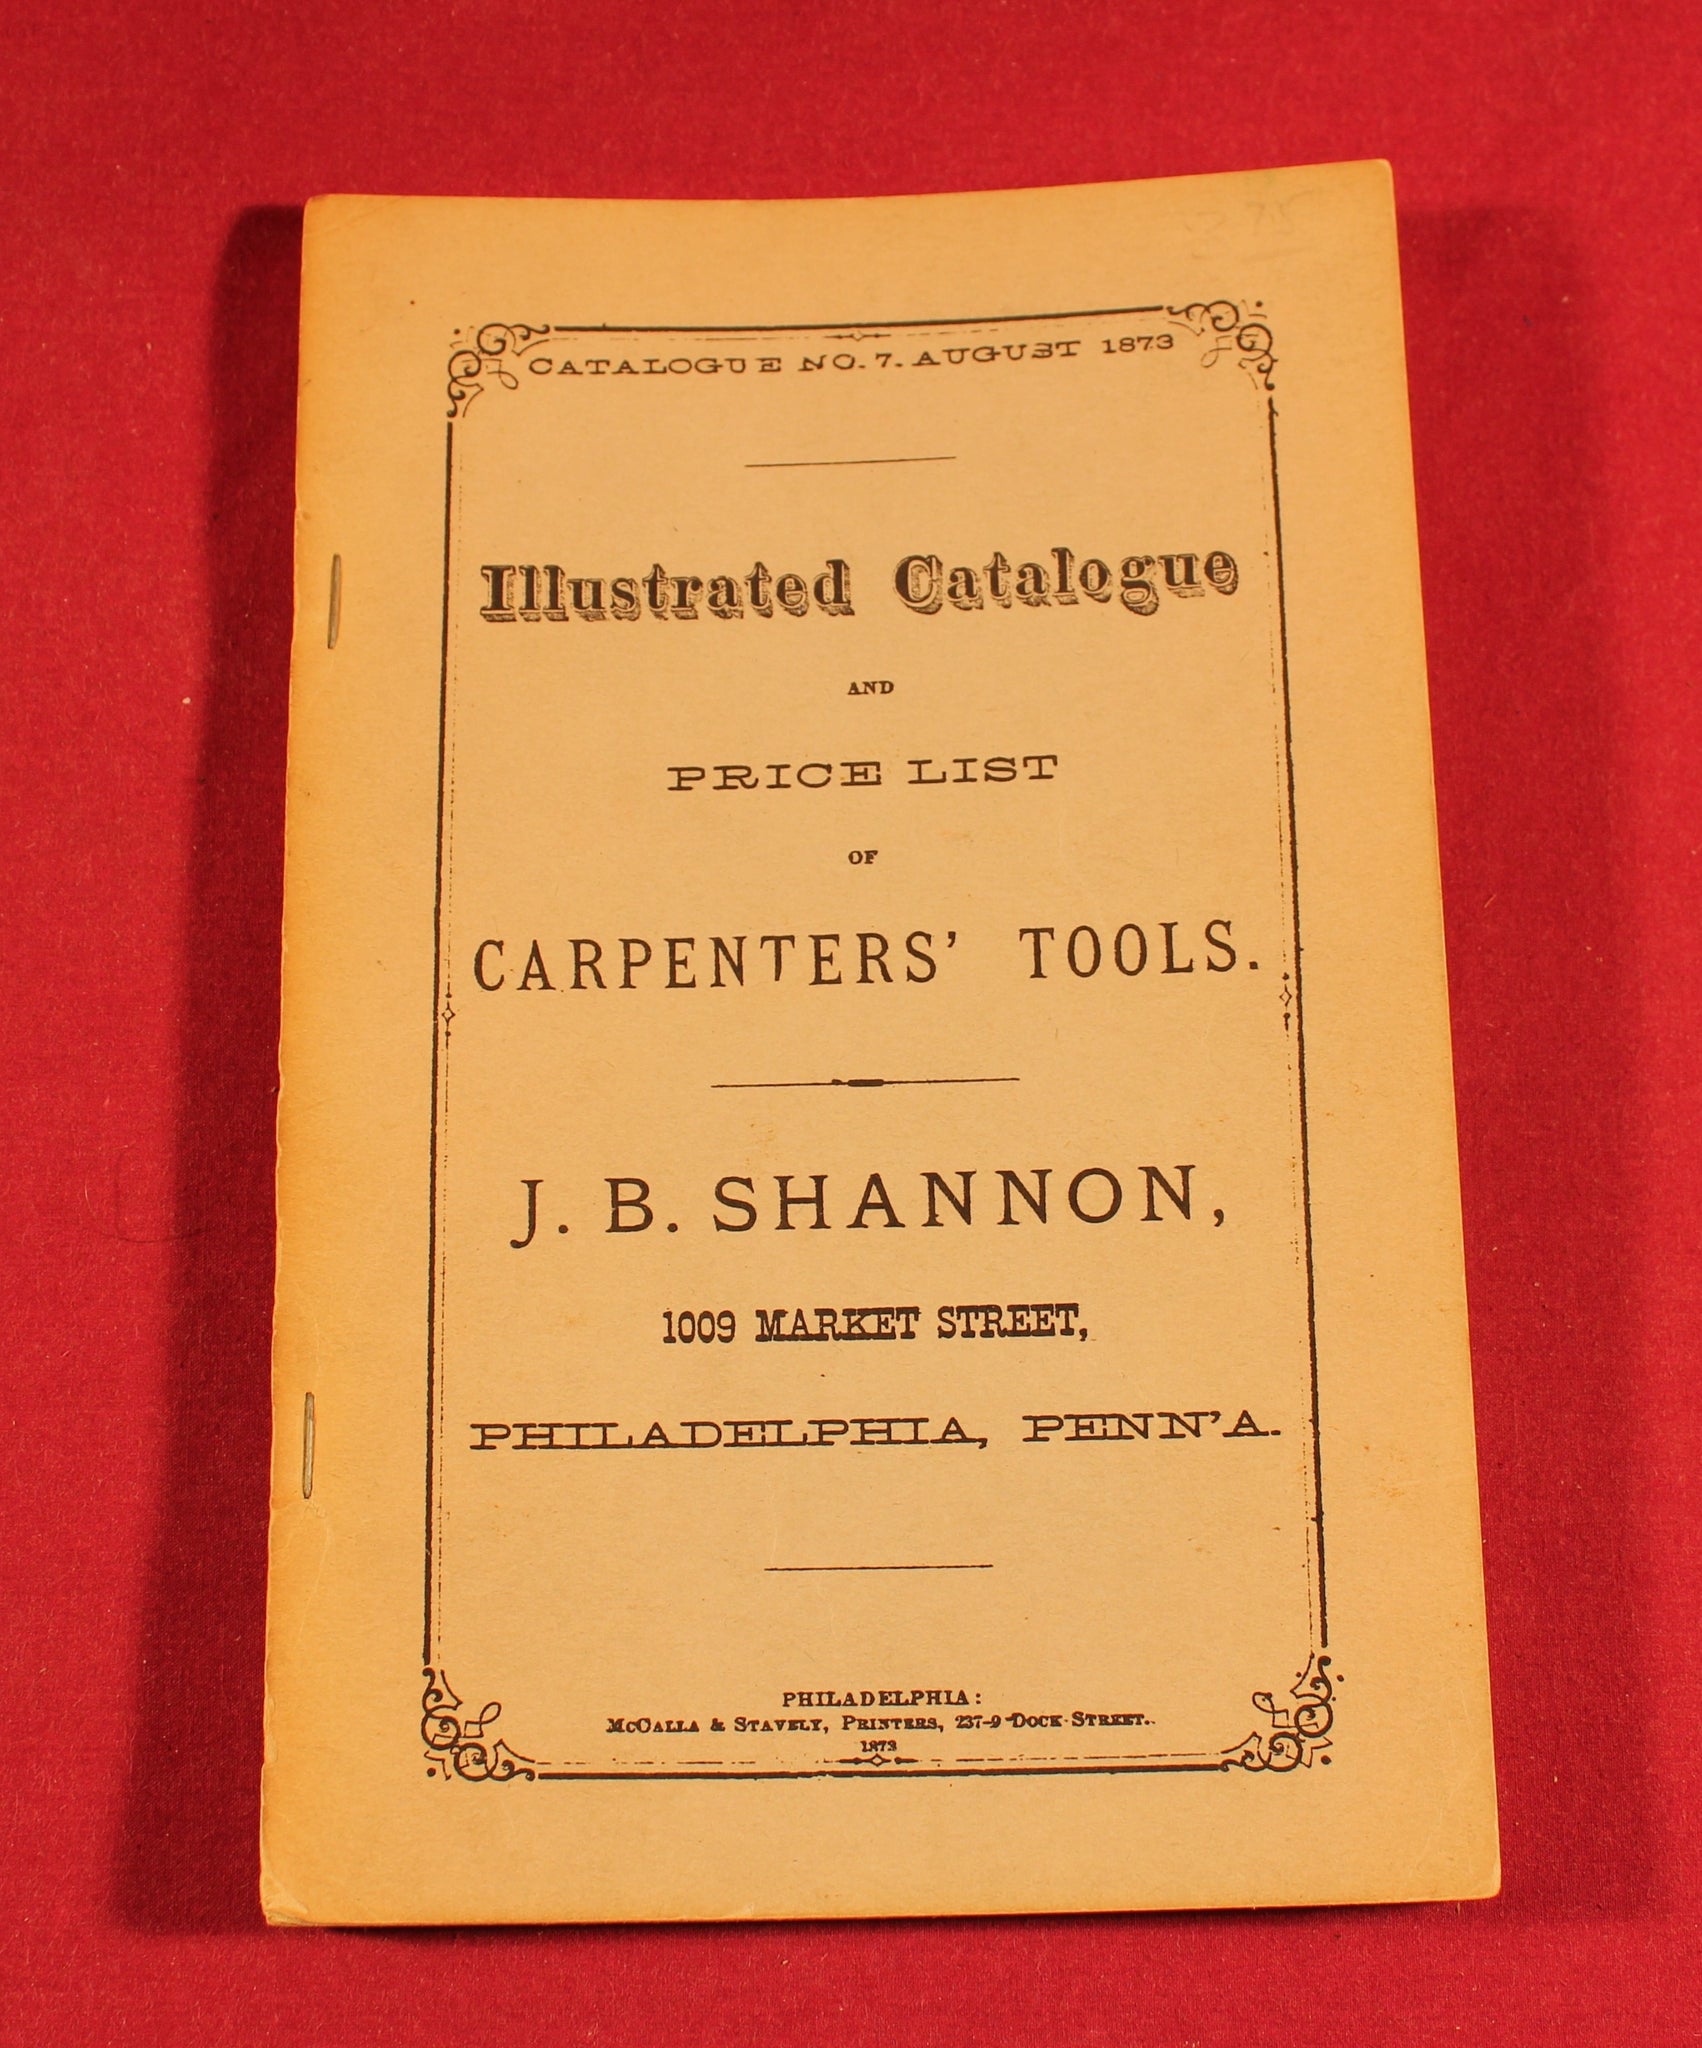 CATALOGUE NO. 7. AUGUST 1873
Illustrated Catalogue
AND
PRICE LIST
OF
CARPENTERS' TOOLS.
J. B. SHANNON,
1009 MARKET STREET,
PHILADELPHIA, PENN'A.
PHILADELPHIA:
MCCALLA & STAVELY, PRINTERS, 237-9 DOCK STREET.
1873